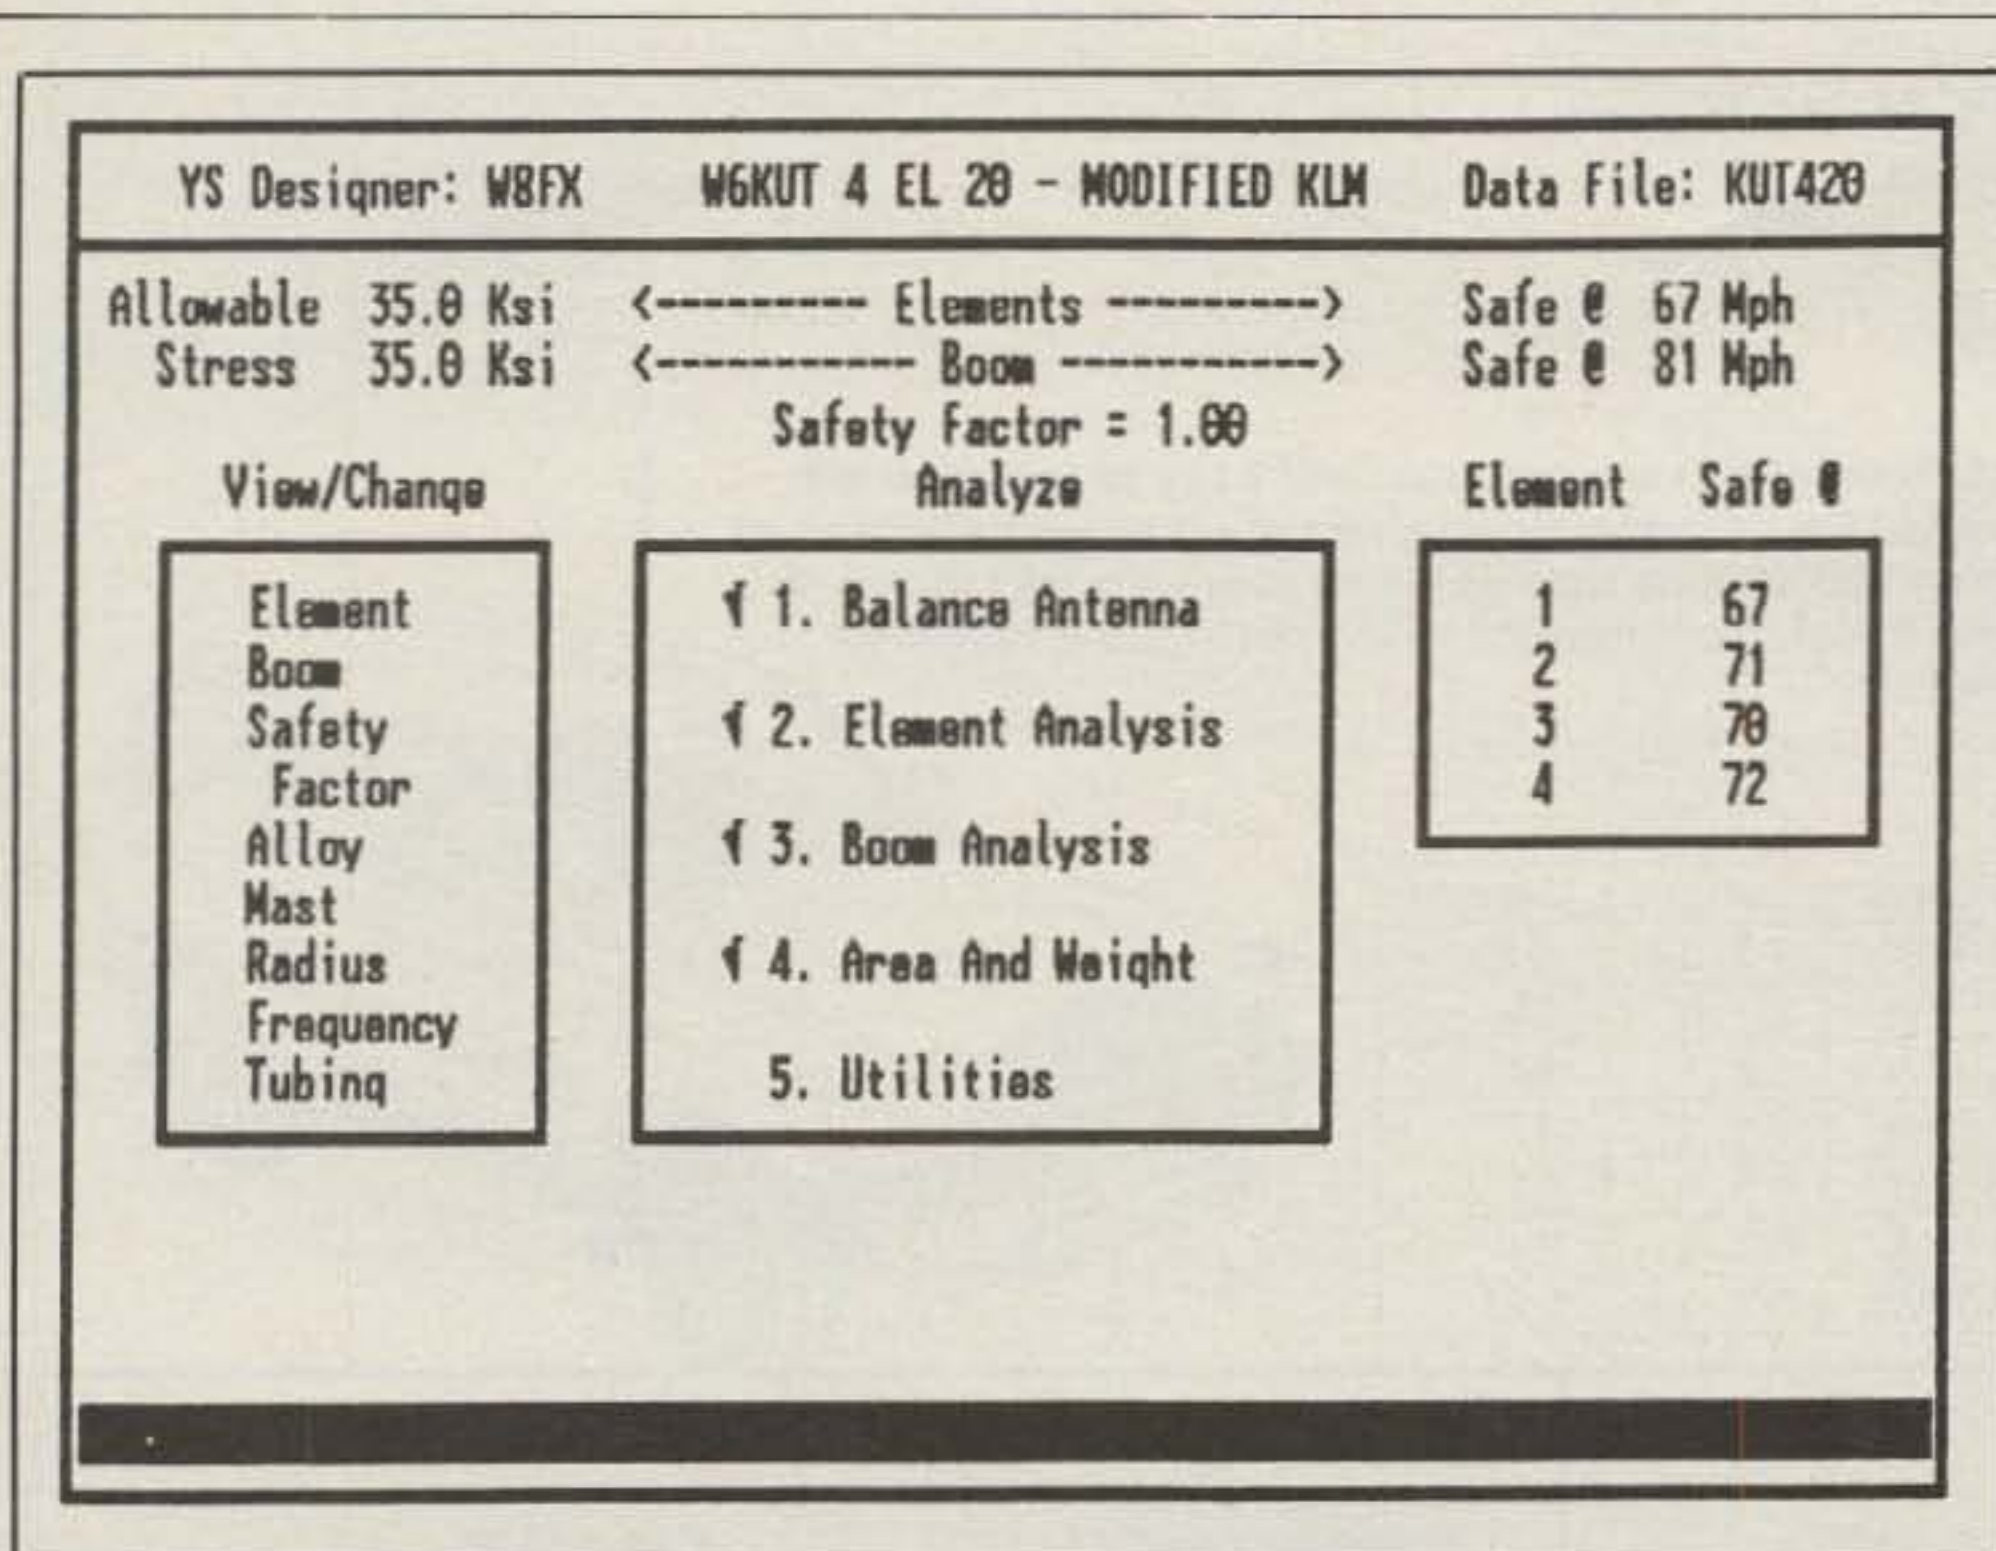 YS Designer: W8FX W6KUT 4 EL 20 - MODIFIED KLM Data File: KUT420
Allowable 35.0 Ksi <--------- Elements ---------> Safe @ 67 Mph
Stress 35.0 Ksi <----------- Boom -----------> Safe @ 81 Mph
Safety Factor = 1.00
View/Change Analyze Element Safe @
Element
Boom
Safety
Factor
Alloy
Mast
Radius
Frequency
Tubing
√ 1. Balance Antenna
√ 2. Element Analysis
√ 3. Boom Analysis
√ 4. Area And Weight
5. Utilities
1 67
2 71
3 70
4 72